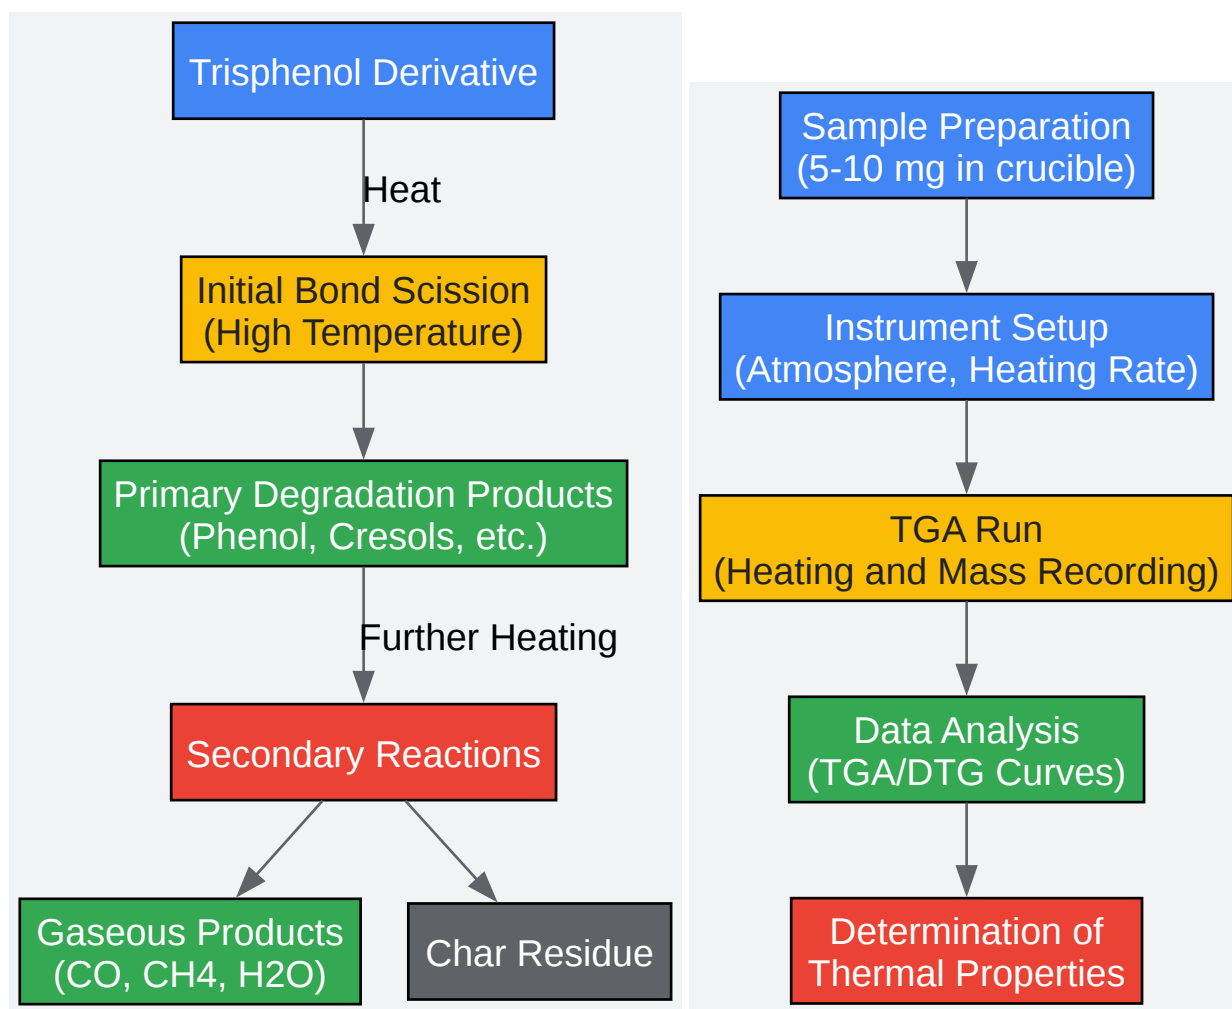 Trisphenol Derivative
Heat
Initial Bond Scission
(High Temperature)
Primary Degradation Products
(Phenol, Cresols, etc.)
Further Heating
Secondary Reactions
Gaseous Products
(CO, CH4, H2O)
Char Residue
Sample Preparation
(5-10 mg in crucible)
Instrument Setup
(Atmosphere, Heating Rate)
TGA Run
(Heating and Mass Recording)
Data Analysis
(TGA/DTG Curves)
Determination of
Thermal Properties